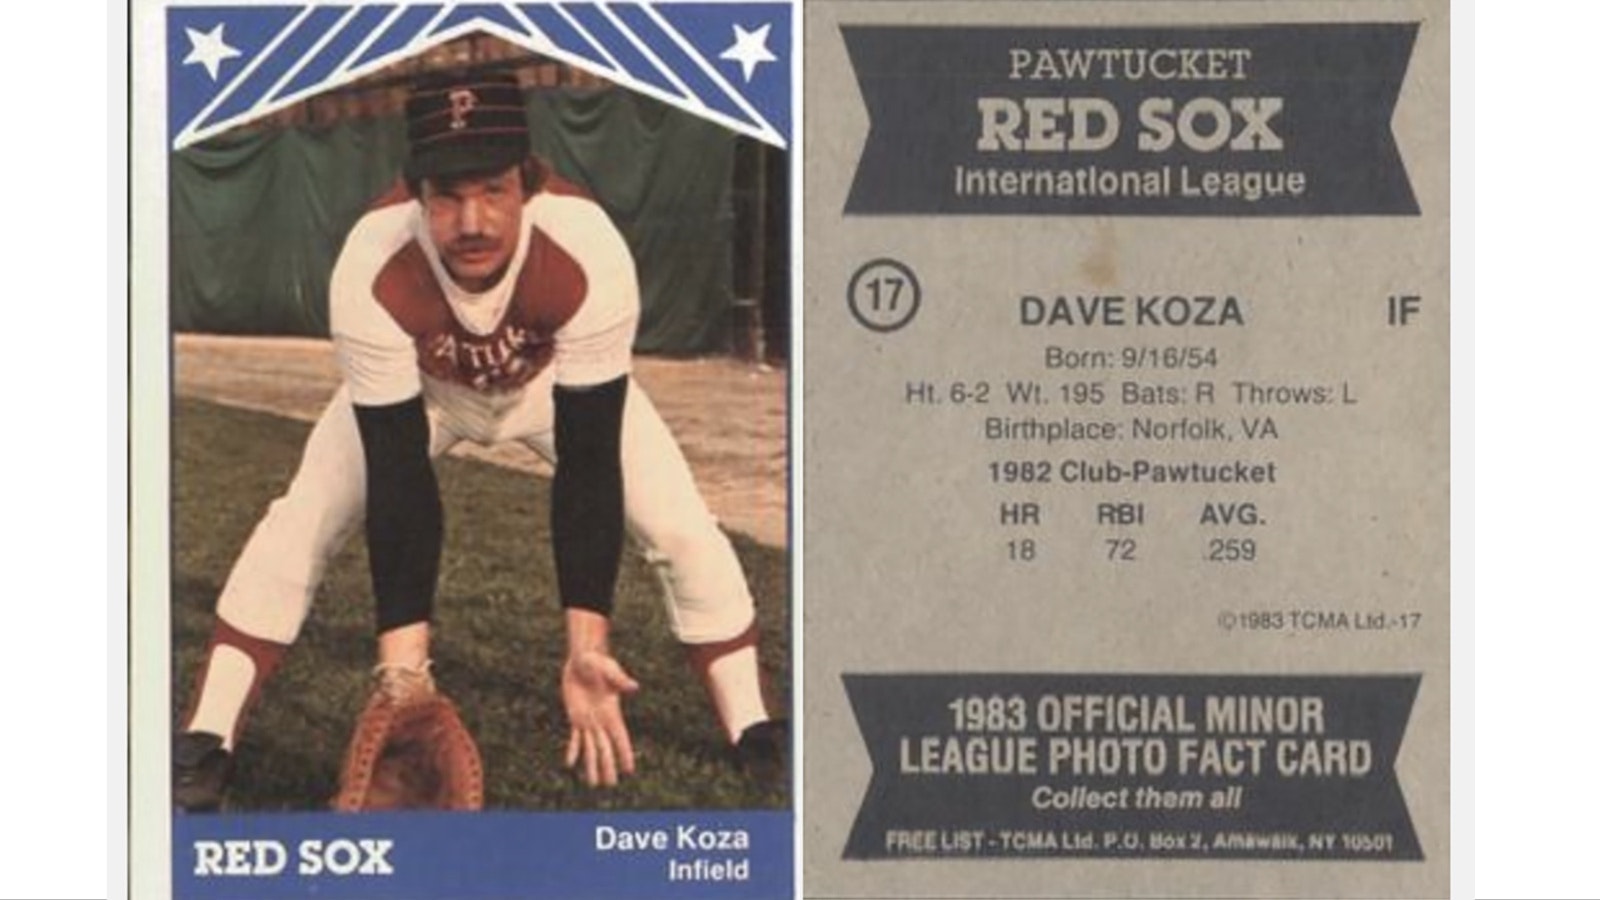 P
ATUK
RED SOX
Dave Koza
Infield
PAWTUCKET
RED SOX
International League
17
DAVE KOZA
IF
Born: 9/16/54
Ht. 6-2 Wt. 195 Bats: R Throws: L
Birthplace: Norfolk, VA
1982 Club-Pawtucket
HR RBI AVG.
18 72 .259
©1983 TCMA Ltd.-17
1983 OFFICIAL MINOR
LEAGUE PHOTO FACT CARD
Collect them all
FREE LIST - TCMA Ltd. P.O. Box 2, Amawalk, NY 10501